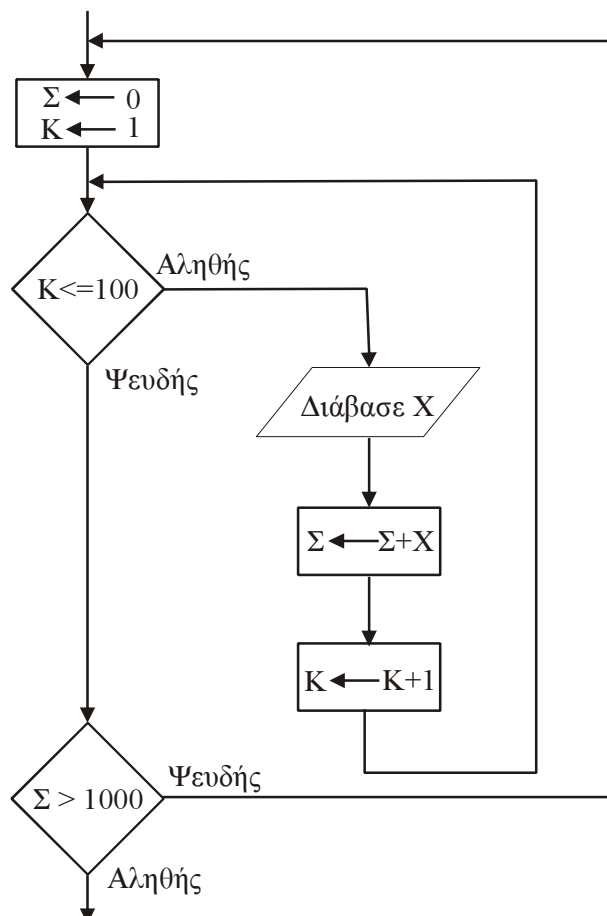 Σ ← 0
Κ ← 1
Κ<=100
Αληθής
Ψευδής
Διάβασε Χ
Σ ← Σ+Χ
Κ ← Κ+1
Σ > 1000
Ψευδής
Αληθής